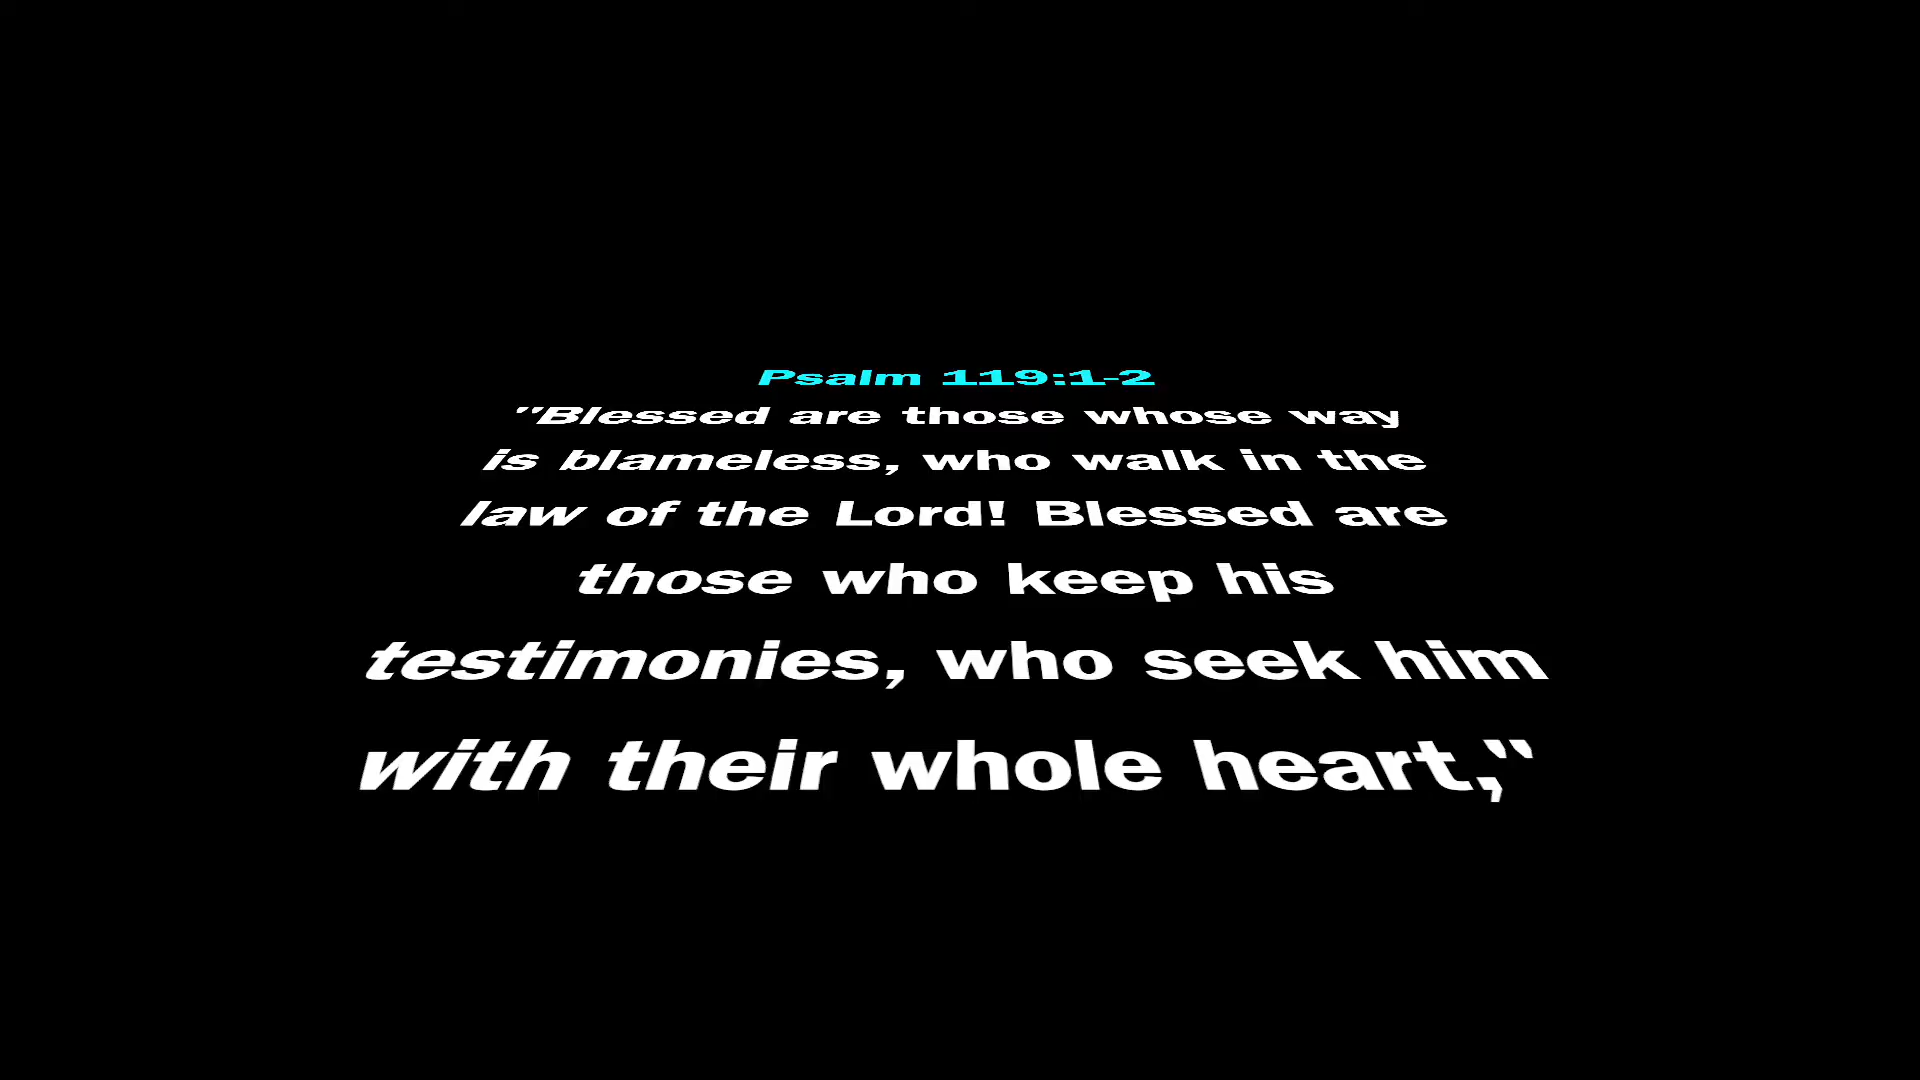 Psalm 119:1-2
"Blessed are those whose way
is blameless, who walk in the
law of the Lord! Blessed are
those who keep his
testimonies, who seek him
with their whole heart,"